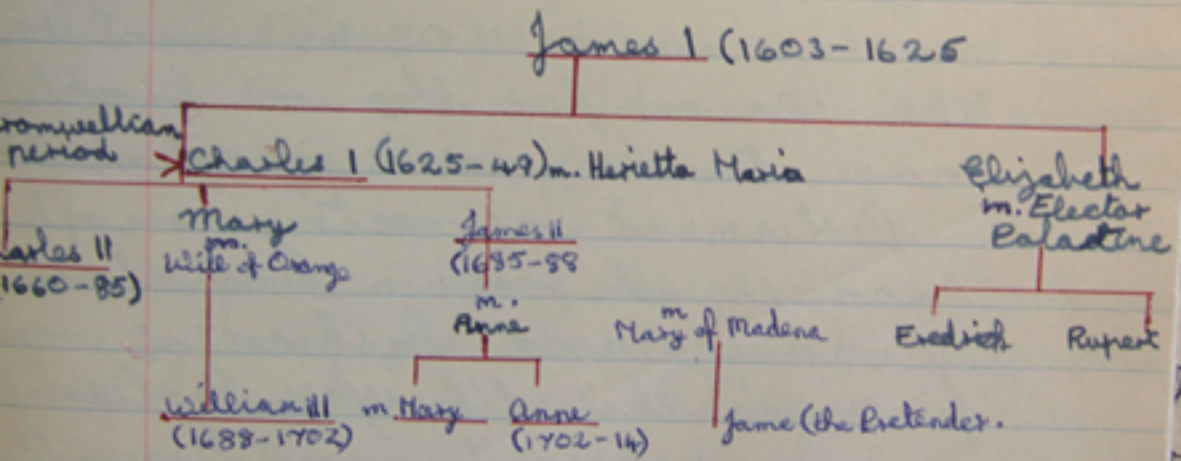 James I (1603-1625
romwellian
period
Charles I (1625-49) m. Herietta Maria
Elizabeth
m. Elector
Palatine
arles II
1660-85)
Mary
m.
Will of Orange
James II
(1685-88
m.
Anne
m
Mary of Madena
Eredrich
Rupert
William III
(1688-1702)
m. Mary
Anne
(1702-14)
Jame (the Pretender.